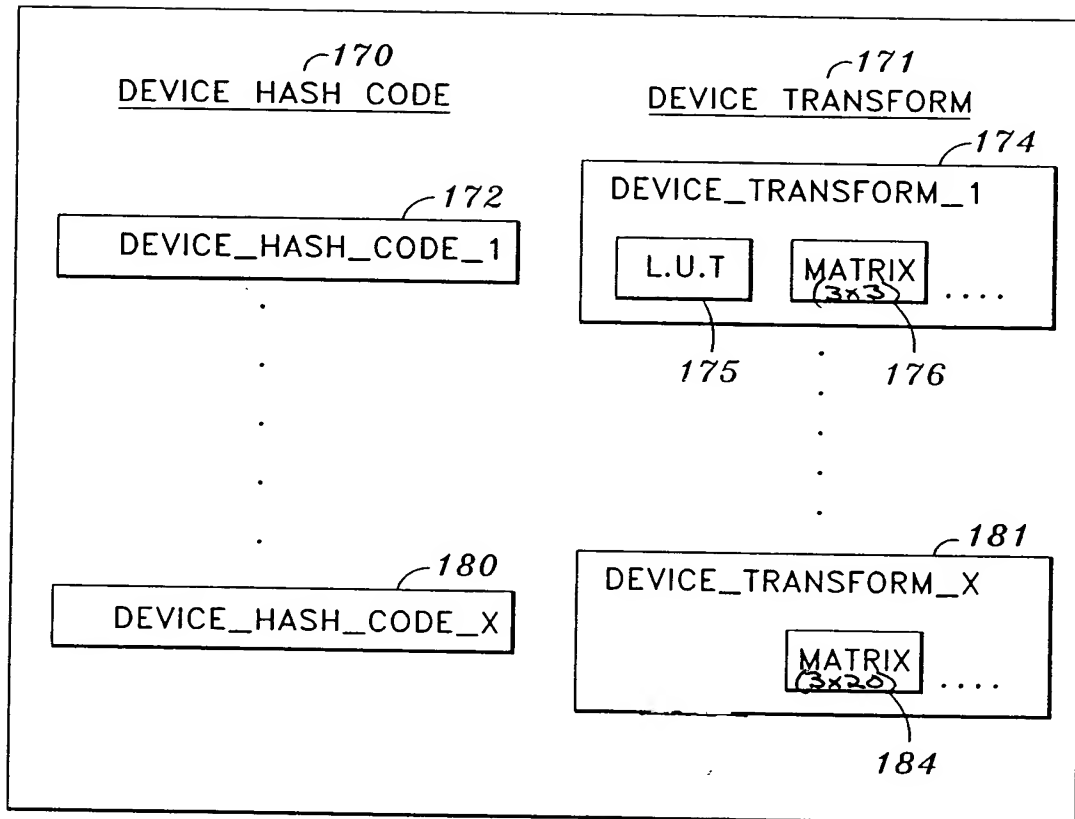 170
DEVICE HASH CODE
171
DEVICE TRANSFORM
172
DEVICE_HASH_CODE_1
174
DEVICE_TRANSFORM_1
L.U.T
MATRIX
(3x3)
....
175
176
180
DEVICE_HASH_CODE_X
181
DEVICE_TRANSFORM_X
MATRIX
(3x20)
....
184